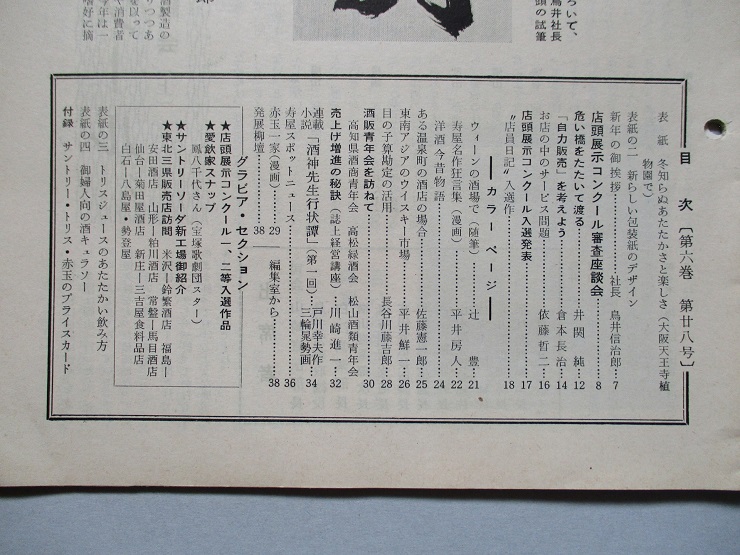 目次〔第六巻 第廿八号〕
表紙 冬知らぬあたたかさと楽しさ(大阪天王寺植
物園で)
表紙の二 新らしい包装紙のデザイン
新年の御挨拶……社長 鳥井信治郎…7
店頭展示コンクール審査座談会……8
危い橋をたたいて渡る……井関純…12
「自力販売」を考えよう……倉本長治…14
お店の中のサービス問題……依藤哲二…16
店頭展示コンクール入選発表……17
"店員日記"入選作……18
カラーページ
ウィーンの酒場で(随筆)……辻豊…21
寿屋名作狂言集(漫画)……平井房人…22
洋酒今昔物語……24
ある温泉町の酒店の場合……佐藤憲一郎…25
東南アジアのウイスキー市場……平井鮮一…26
目の子算勘定の活用……長谷川藤吉郎…28
酒販青年会を訪ねて……30
高知県酒商青年会 高松緑酒会 松山酒類青年会
売上げ増進の秘訣(誌上経営講座)……川崎進一…32
連載小説「酒神先生行状譚」(第一回)…戸川幸夫作 三輪晁勢画…34
寿屋スポットニュース……36
赤玉一家(漫画)……29
発展柳壇……38
編集室から……38
グラビア・セクション
★店頭展示コンクール一、二等入選作品
★愛飲家スナップ
鳳八千代さん(宝塚歌劇団スター)
★サントリーソーダ新工場御紹介
★東北三県販売店訪問 米沢―鈴繁酒店 福島―
安田酒店 山形―粕川酒店 常盤―馬目酒店
仙台―菊田屋酒店 新庄―三吉屋食料品店
白石―八島屋・勢登屋
表紙の三 トリスジュースのあたたかい飲み方
表紙の四 御婦人向の酒キュラソー
付録 サントリー・トリス・赤玉のプライスカード
鳥井社長
頭の試筆